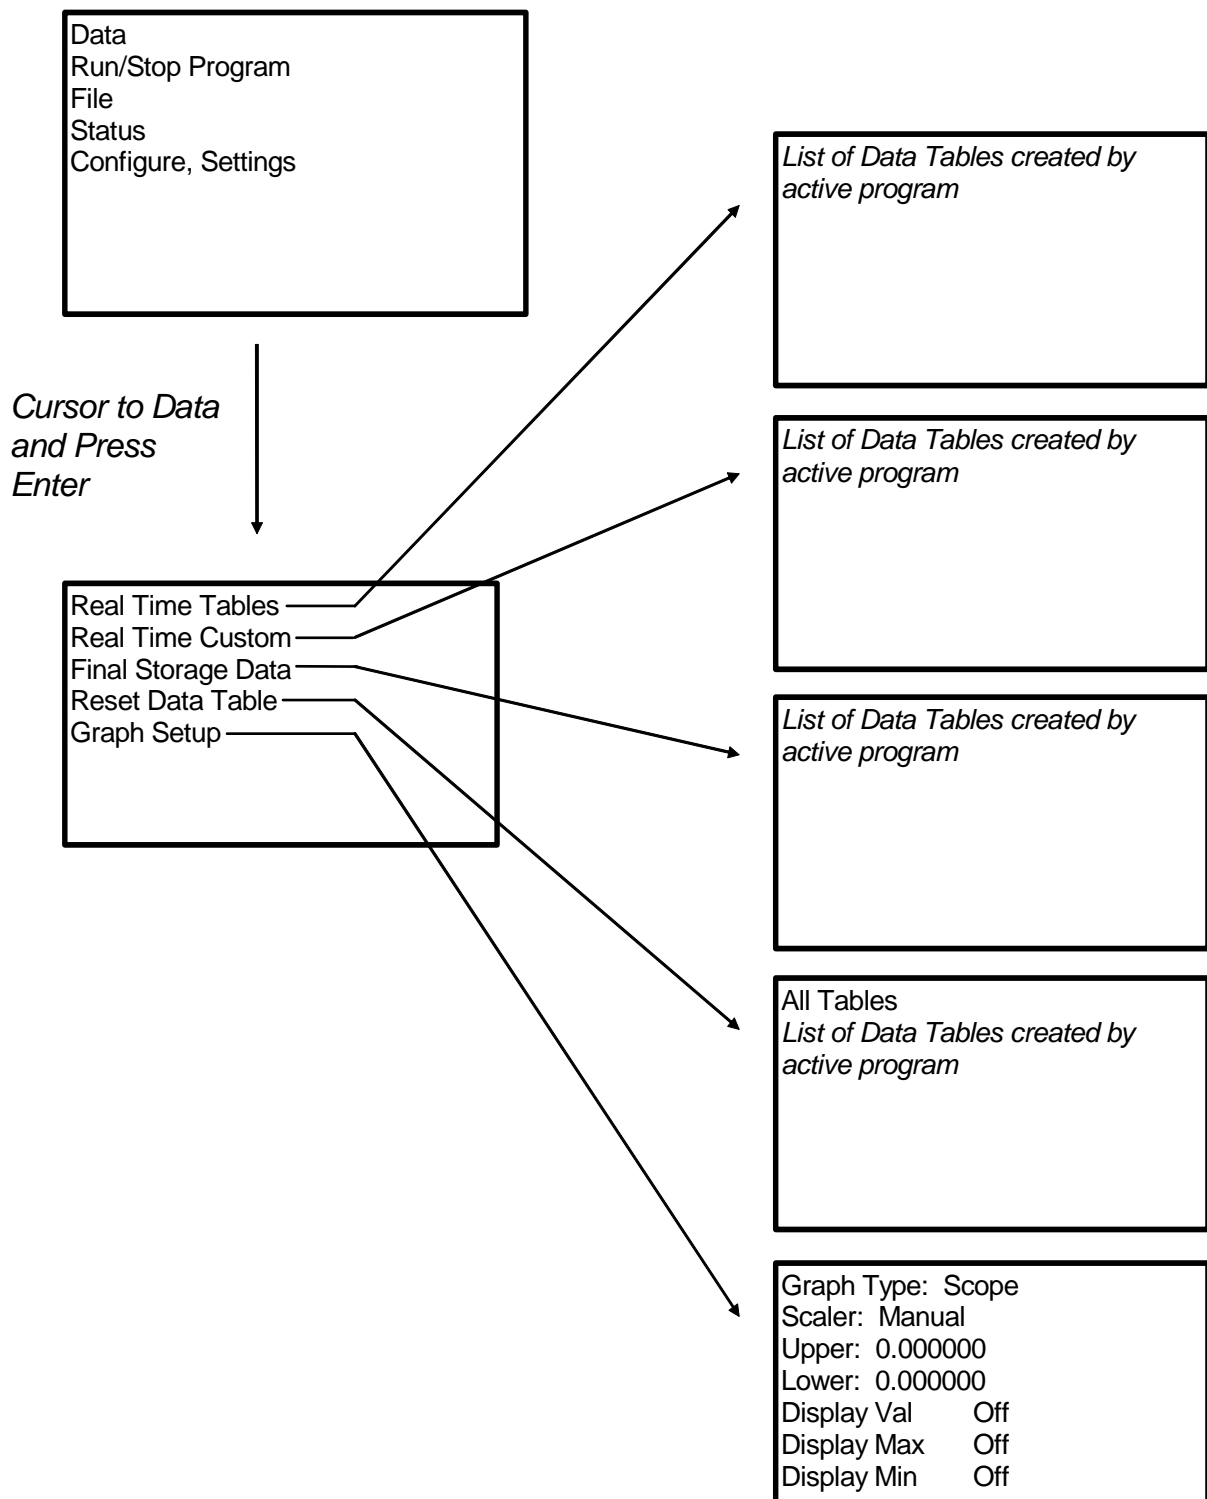 Data
Run/Stop Program
File
Status
Configure, Settings
Cursor to Data
and Press
Enter
Real Time Tables
Real Time Custom
Final Storage Data
Reset Data Table
Graph Setup
List of Data Tables created by
active program
List of Data Tables created by
active program
List of Data Tables created by
active program
All Tables
List of Data Tables created by
active program
Graph Type: Scope
Scaler: Manual
Upper: 0.000000
Lower: 0.000000
Display Val Off
Display Max Off
Display Min Off